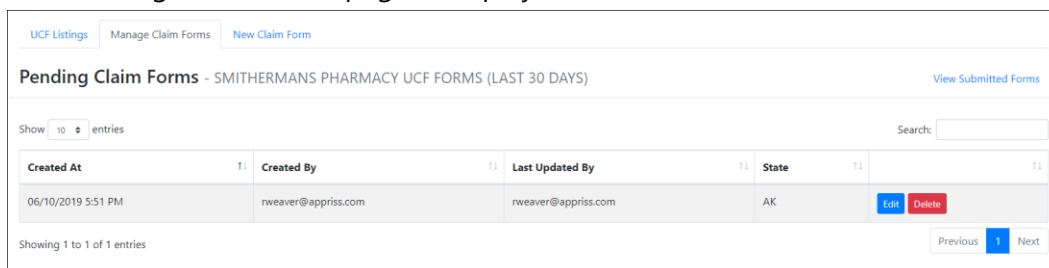 UCF Listings Manage Claim Forms New Claim Form
Pending Claim Forms - SMITHERMANS PHARMACY UCF FORMS (LAST 30 DAYS) View Submitted Forms
Show 10 entries Search:
Created At Created By Last Updated By State
06/10/2019 5:51 PM rweaver@appriss.com rweaver@appriss.com AK Edit Delete
Showing 1 to 1 of 1 entries Previous 1 Next